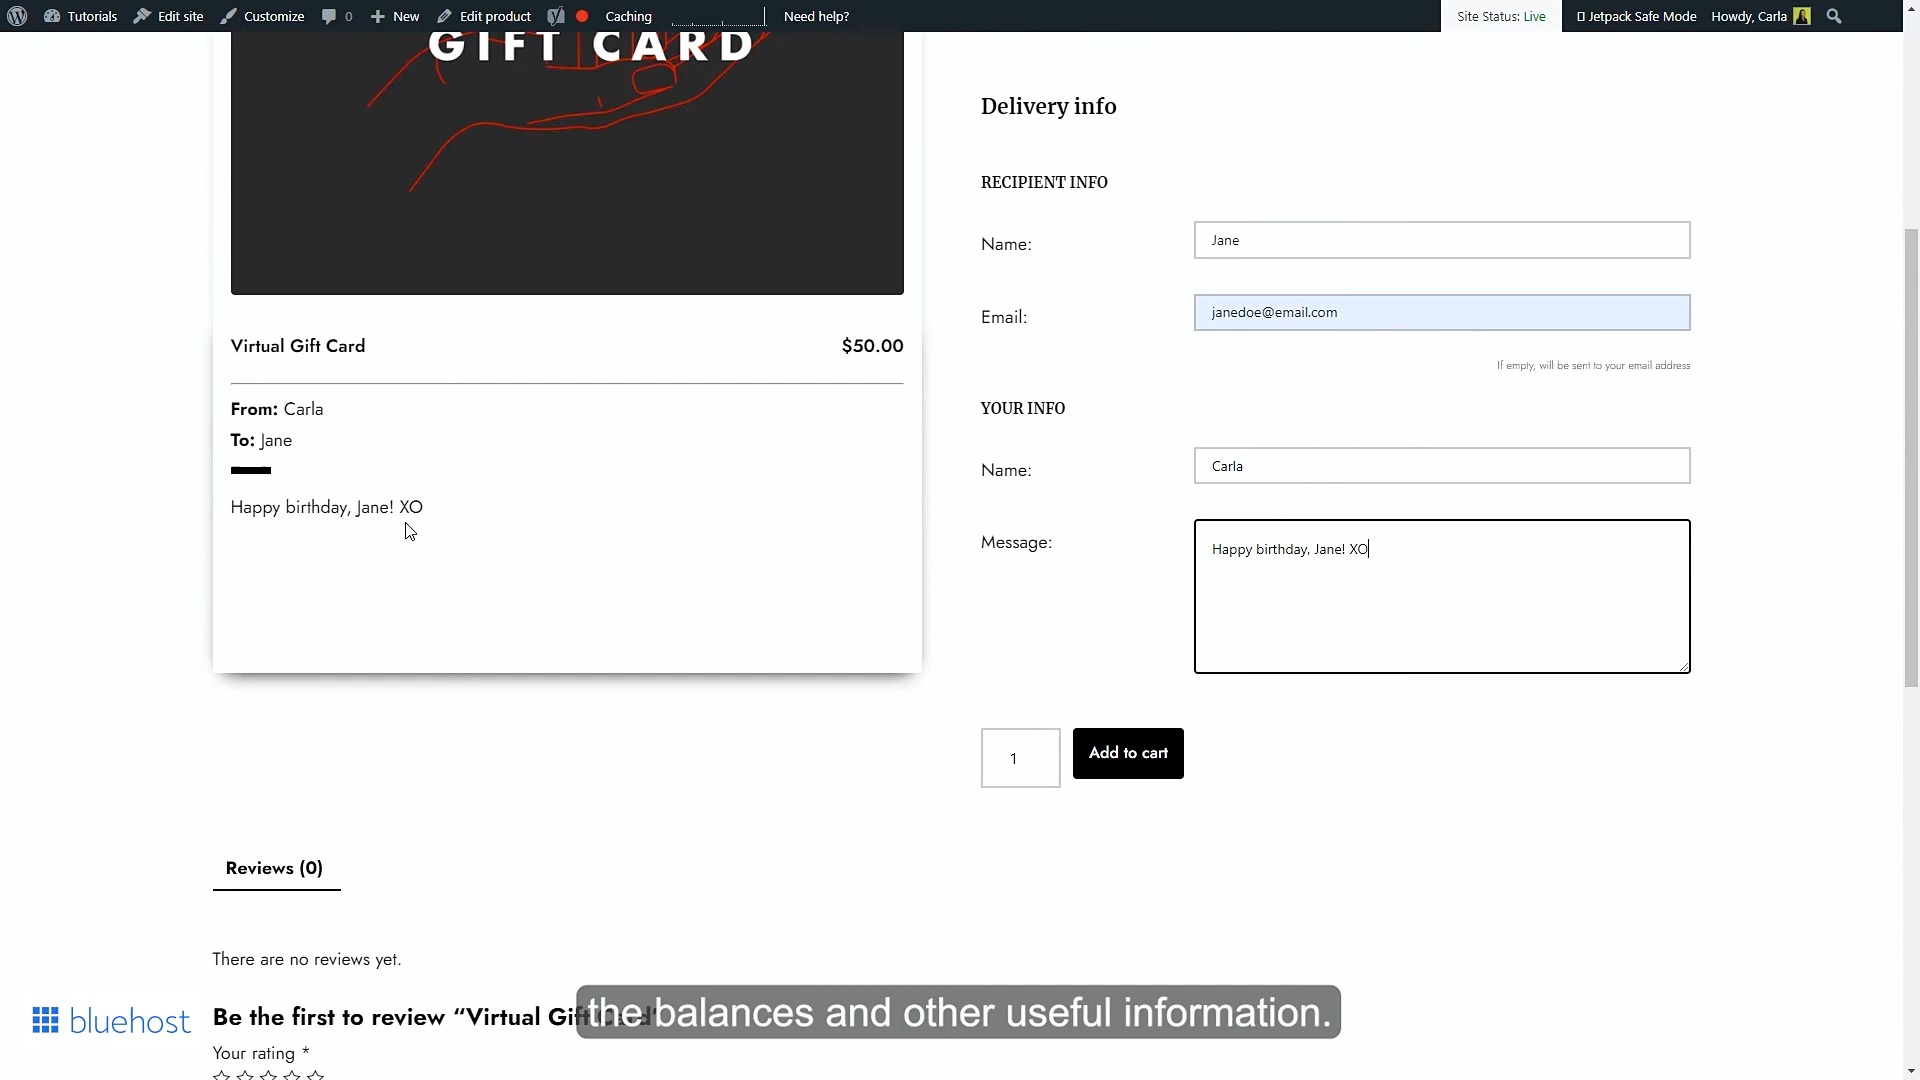 Tutorials Edit site Customize 0 New Edit product Caching Need help? Site Status: Live Jetpack Safe Mode Howdy, Carla
GIFT CARD
Virtual Gift Card $50.00
From: Carla
To: Jane
Happy birthday, Jane! XO
Delivery info
RECIPIENT INFO
Name: Jane
Email: janedoe@email.com
If empty, will be sent to your email address
YOUR INFO
Name: Carla
Message: Happy birthday, Jane! XO
1 Add to cart
Reviews (0)
There are no reviews yet.
Be the first to review “Virtual Gift Card”
Your rating *
bluehost
the balances and other useful information.